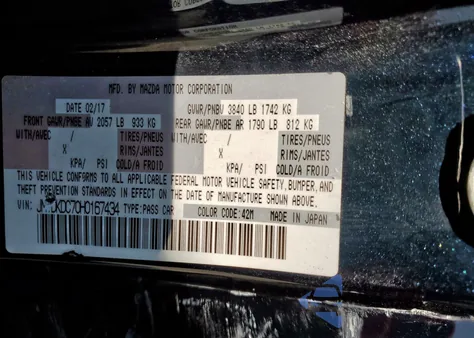 MFD. BY MAZDA MOTOR CORPORATION
DATE 02/17 GVWR/PNBV 3840 LB 1742 KG
FRONT GAWR/PNBE AV 2057 LB 933 KG REAR GAWR/PNBE AR 1790 LB 812 KG
WITH/AVEC / TIRES/PNEUS WITH/AVEC / TIRES/PNEUS
X RIMS/JANTES X RIMS/JANTES
KPA/ PSI COLD/A FROID KPA/ PSI COLD/A FROID
THIS VEHICLE CONFORMS TO ALL APPLICABLE FEDERAL MOTOR VEHICLE SAFETY, BUMPER, AND
THEFT PREVENTION STANDARDS IN EFFECT ON THE DATE OF MANUFACTURE SHOWN ABOVE.
VIN: TYPE:PASS CAR COLOR CODE:42M MADE IN JAPAN